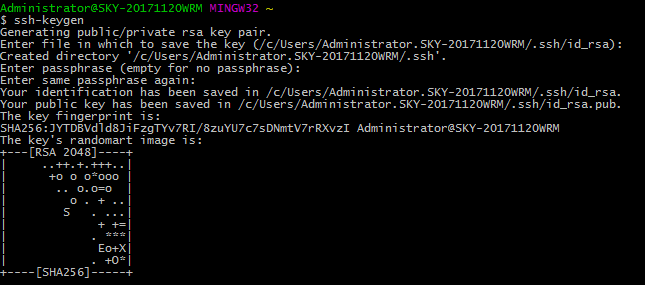 Administrator@SKY-20171120WRM MINGW32 ~
$ ssh-keygen
Generating public/private rsa key pair.
Enter file in which to save the key (/c/Users/Administrator.SKY-20171120WRM/.ssh/id_rsa):
Created directory '/c/Users/Administrator.SKY-20171120WRM/.ssh'.
Enter passphrase (empty for no passphrase):
Enter same passphrase again:
Your identification has been saved in /c/Users/Administrator.SKY-20171120WRM/.ssh/id_rsa.
Your public key has been saved in /c/Users/Administrator.SKY-20171120WRM/.ssh/id_rsa.pub.
The key fingerprint is:
SHA256:JYTDBVdld8JiFzgTYv7RI/8zuYU7c7sDNmtV7rRXvzI Administrator@SKY-20171120WRM
The key's randomart image is:
+---[RSA 2048]----+
|     ..++.+.+++..|
|      +o o o*ooo |
|       .. o.o=o  |
|         o . + ..|
|        S   . ...|
|             + +=|
|            . ***|
|             Eo+X|
|            . +O*|
+----[SHA256]-----+